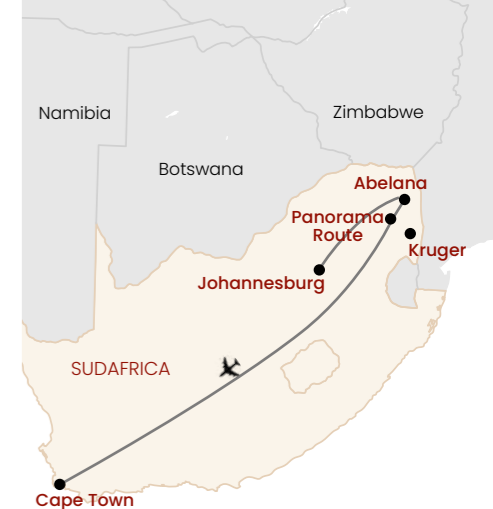 Namibia
Zimbabwe
Botswana
Abelana
Panorama
Route
Kruger
Johannesburg
SUDAFRICA
Cape Town